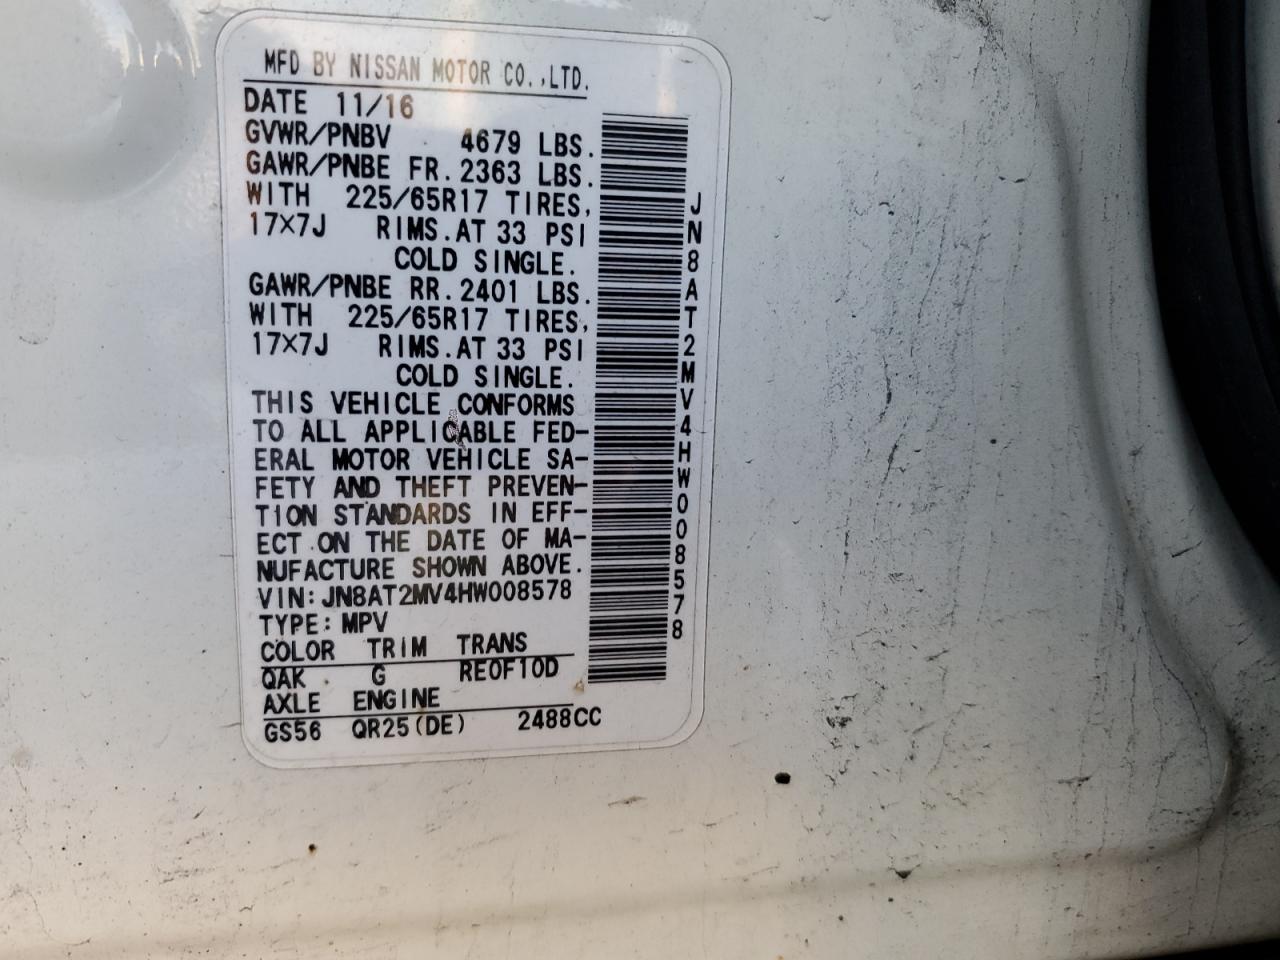 MFD BY NISSAN MOTOR CO.,LTD.
DATE 11/16
GVWR/PNBV 4679 LBS.
GAWR/PNBE FR. 2363 LBS.
WITH 225/65R17 TIRES,
17×7J RIMS.AT 33 PSI
COLD SINGLE.
GAWR/PNBE RR. 2401 LBS.
WITH 225/65R17 TIRES,
17×7J RIMS.AT 33 PSI
COLD SINGLE.
THIS VEHICLE CONFORMS
TO ALL APPLICABLE FED-
ERAL MOTOR VEHICLE SA-
FETY AND THEFT PREVEN-
TION STANDARDS IN EFF-
ECT ON THE DATE OF MA-
NUFACTURE SHOWN ABOVE.
VIN:JN8AT2MV4HW008578
TYPE:MPV
COLOR TRIM TRANS
QAK G RE0F10D
AXLE ENGINE
GS56 QR25(DE) 2488CC
JN8AT2MV4HW008578